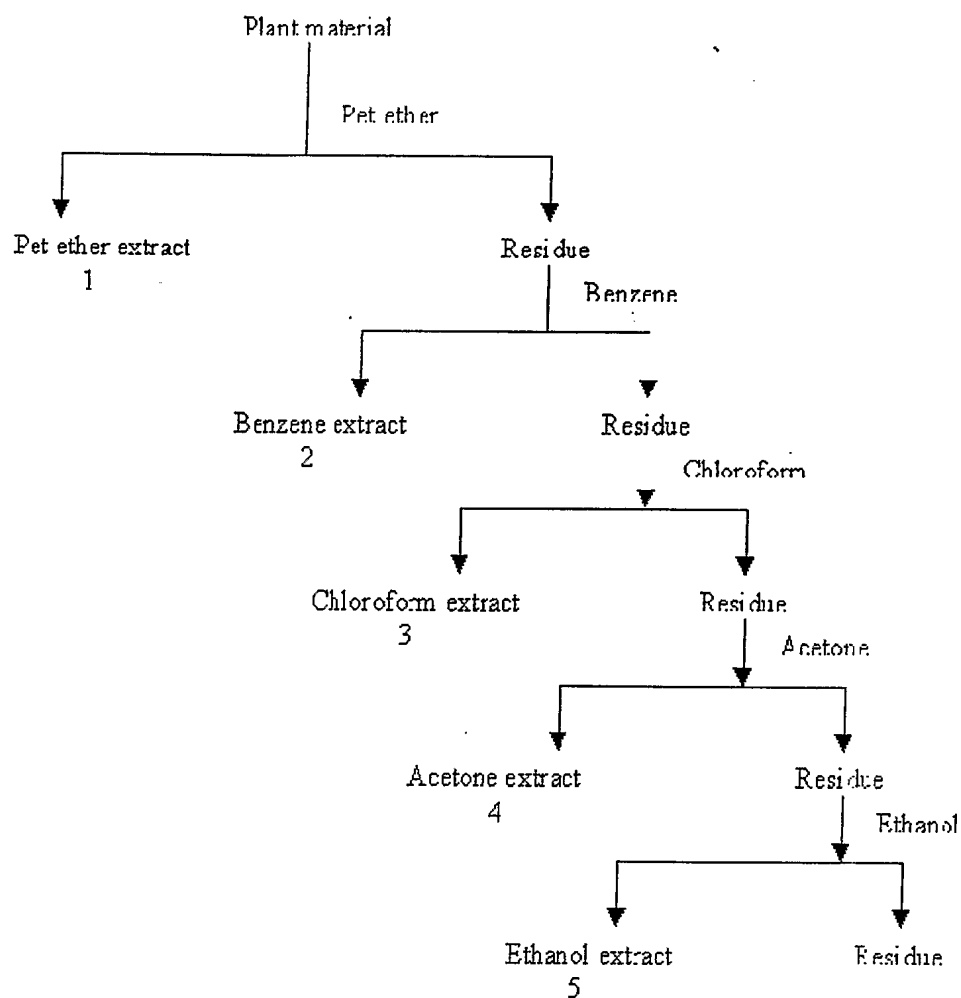 Plant material
Pet ether
Pet ether extract
1
Residue
Benzene
Benzene extract
2
Residue
Chloroform
Chloroform extract
3
Residue
Acetone
Acetone extract
4
Residue
Ethanol
Ethanol extract
5
Residue